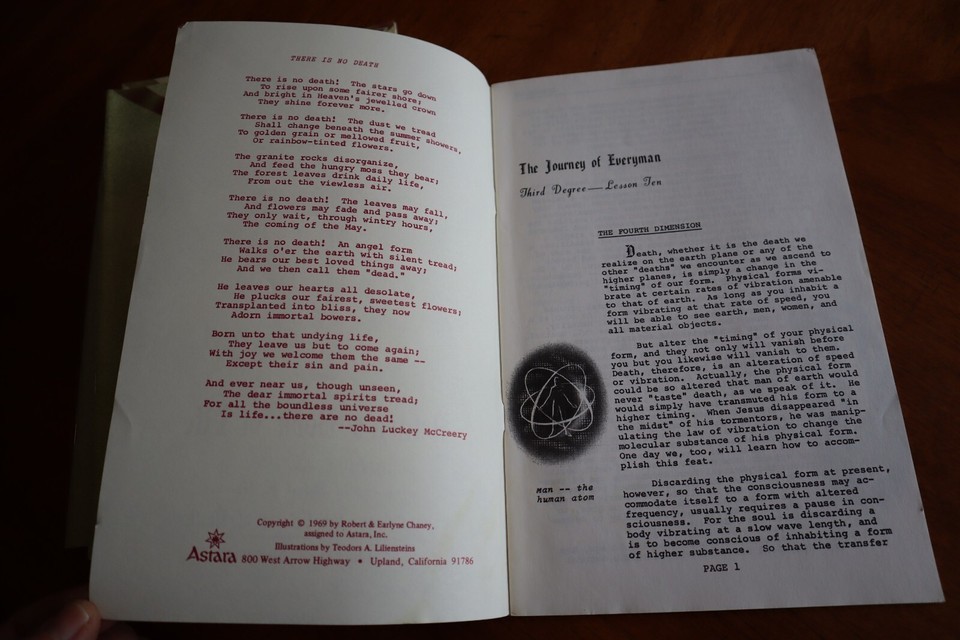 THERE IS NO DEATH
There is no death!  The stars go down
To rise upon some fairer shore;
And bright in Heaven's jewelled crown
They shine forever more.
There is no death!  The dust we tread
Shall change beneath the summer showers,
To golden grain or mellowed fruit,
Or rainbow-tinted flowers.
The granite rocks disorganize,
And feed the hungry moss they bear;
The forest leaves drink daily life,
From out the viewless air.
There is no death!  The leaves may fall,
And flowers may fade and pass away;
They only wait, through wintry hours,
The coming of the May.
There is no death!  An angel form
Walks o'er the earth with silent tread;
He bears our best loved things away;
And we then call them "dead."
He leaves our hearts all desolate,
He plucks our fairest, sweetest flowers;
Transplanted into bliss, they now
Adorn immortal bowers.
Born unto that undying life,
They leave us but to come again;
With joy we welcome them the same --
Except their sin and pain.
And ever near us, though unseen,
The dear immortal spirits tread;
For all the boundless universe
Is life...there are no dead!
--John Luckey McCreery
Copyright © 1969 by Robert & Earlyne Chaney,
assigned to Astara, Inc.
Illustrations by Teodors A. Liliensteins
Astara 800 West Arrow Highway • Upland, California 91786
The Journey of Everyman
Third Degree—Lesson Ten
THE FOURTH DIMENSION
Death, whether it is the death we
realize on the earth plane or any of the
other "deaths" we encounter as we ascend to
higher planes, is simply a change in the
"timing" of our form.  Physical forms vi-
brate at certain rates of vibration amenable
to that of earth.  As long as you inhabit a
form vibrating at that rate of speed, you
will be able to see earth, men, women, and
all material objects.
But alter the "timing" of your physical
form, and they not only will vanish before
you but you likewise will vanish to them.
Death, therefore, is an alteration of speed
or vibration.  Actually, the physical form
could be so altered that man of earth would
never "taste" death, as we speak of it.  He
would simply have transmuted his form to a
higher timing.  When Jesus disappeared "in
the midst" of his tormentors, he was manip-
ulating the law of vibration to change the
molecular substance of his physical form.
One day we, too, will learn how to accom-
plish this feat.
man -- the
human atom
Discarding the physical form at present,
however, so that the consciousness may ac-
commodate itself to a form with altered
frequency, usually requires a pause in con-
sciousness.  For the soul is discarding a
body vibrating at a slow wave length, and
is to become conscious of inhabiting a form
of higher substance.  So that the transfer
PAGE 1